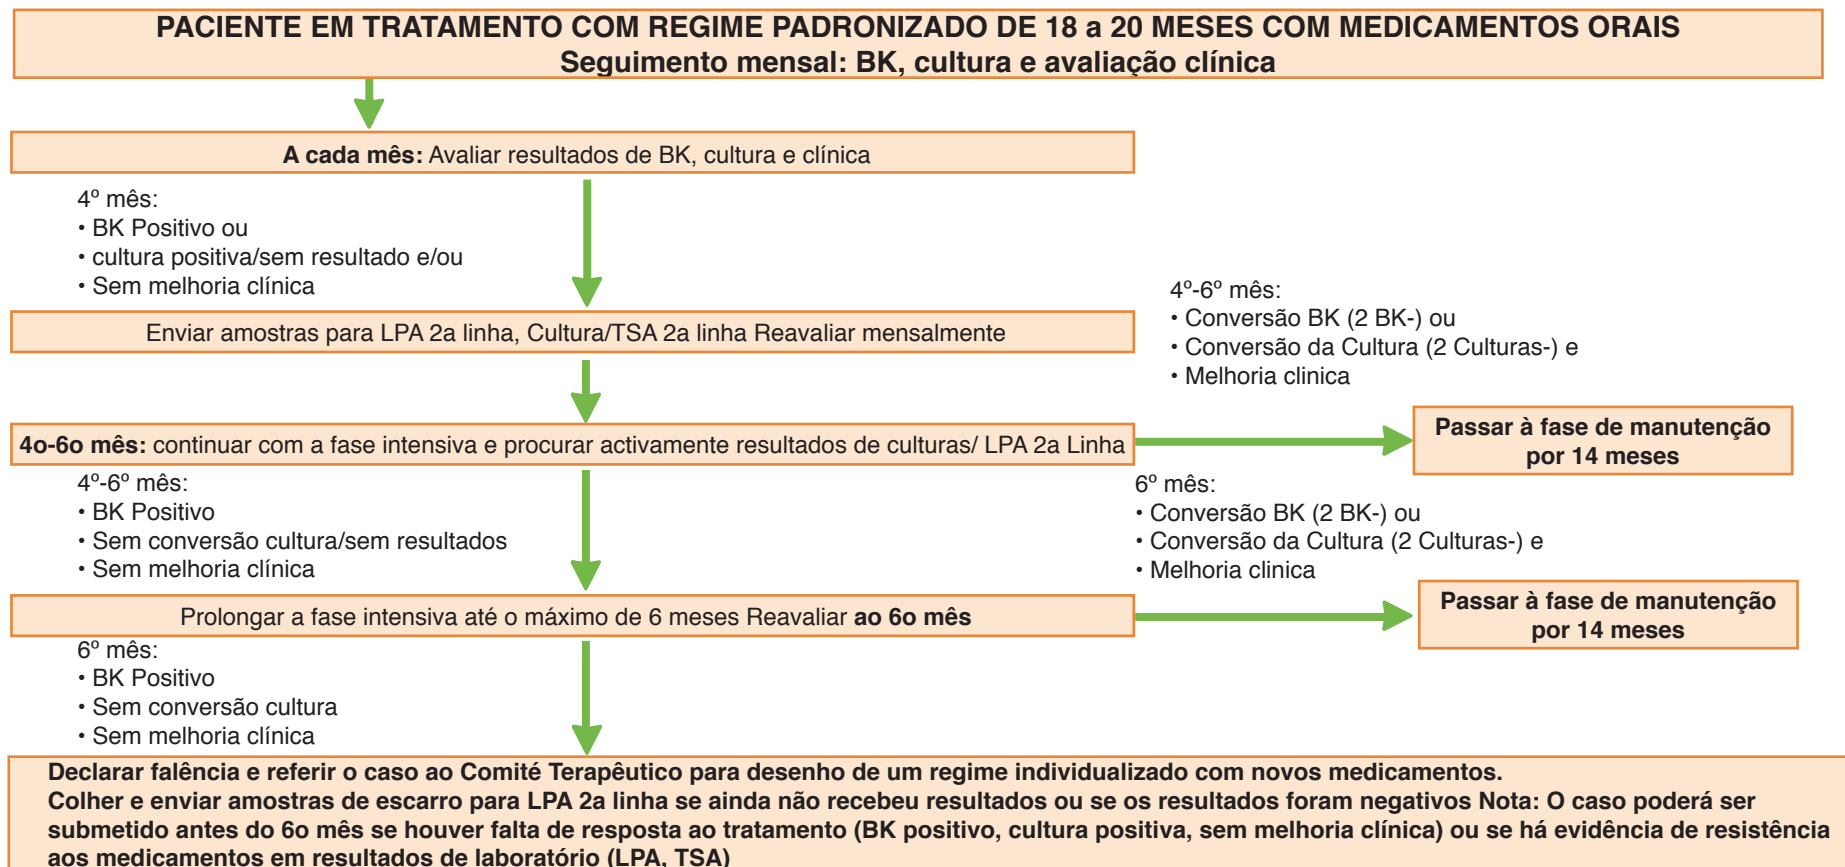 PACIENTE EM TRATAMENTO COM REGIME PADRONIZADO DE 18 a 20 MESES COM MEDICAMENTOS ORAIS
Seguimento mensal: BK, cultura e avaliação clínica
A cada mês: Avaliar resultados de BK, cultura e clínica
4º mês:
• BK Positivo ou
• cultura positiva/sem resultado e/ou
• Sem melhoria clínica
Enviar amostras para LPA 2a linha, Cultura/TSA 2a linha Reavaliar mensalmente
4º-6º mês:
• Conversão BK (2 BK-) ou
• Conversão da Cultura (2 Culturas-) e
• Melhoria clinica
4o-6o mês: continuar com a fase intensiva e procurar activamente resultados de culturas/ LPA 2a Linha
Passar à fase de manutenção
por 14 meses
4º-6º mês:
• BK Positivo
• Sem conversão cultura/sem resultados
• Sem melhoria clínica
6º mês:
• Conversão BK (2 BK-) ou
• Conversão da Cultura (2 Culturas-) e
• Melhoria clinica
Prolongar a fase intensiva até o máximo de 6 meses Reavaliar ao 6o mês
Passar à fase de manutenção
por 14 meses
6º mês:
• BK Positivo
• Sem conversão cultura
• Sem melhoria clínica
Declarar falência e referir o caso ao Comité Terapêutico para desenho de um regime individualizado com novos medicamentos.
Colher e enviar amostras de escarro para LPA 2a linha se ainda não recebeu resultados ou se os resultados foram negativos Nota: O caso poderá ser
submetido antes do 6o mês se houver falta de resposta ao tratamento (BK positivo, cultura positiva, sem melhoria clínica) ou se há evidência de resistência
aos medicamentos em resultados de laboratório (LPA, TSA)